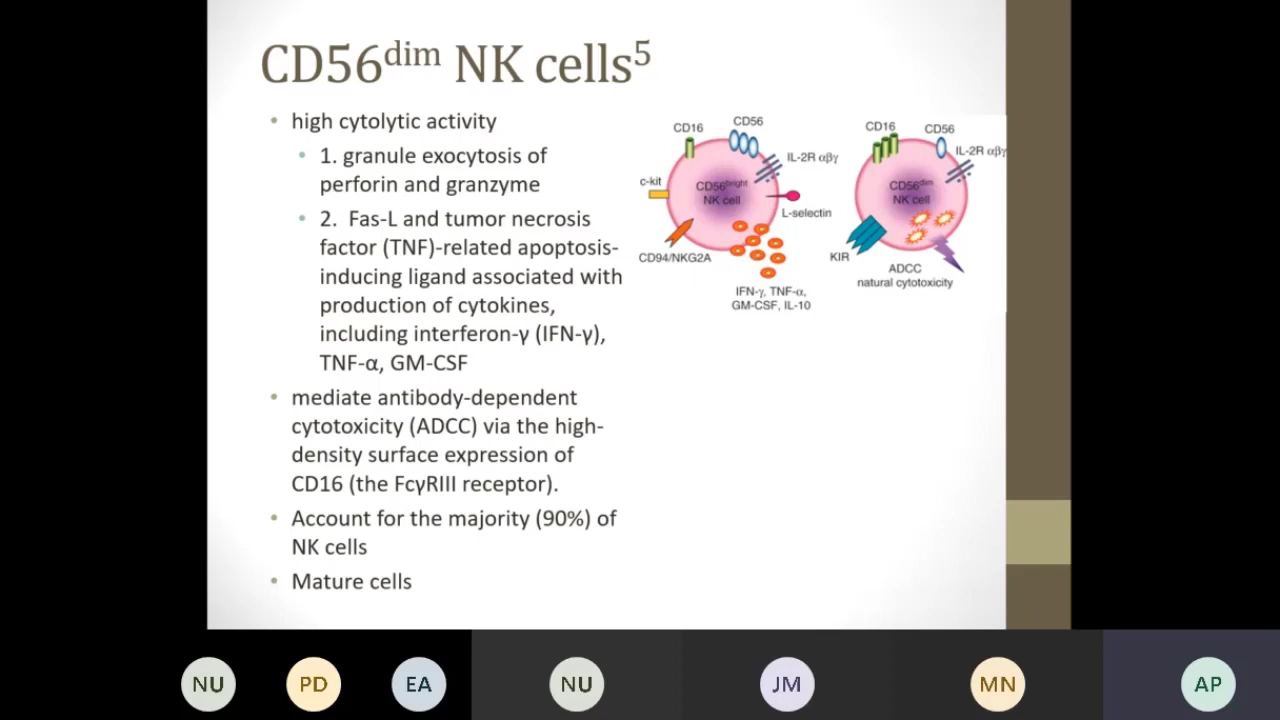 CD56dim NK cells5
• high cytolytic activity
• 1. granule exocytosis of
perforin and granzyme
• 2. Fas-L and tumor necrosis
factor (TNF)-related apoptosis-
inducing ligand associated with
production of cytokines,
including interferon-γ (IFN-γ),
TNF-α, GM-CSF
• mediate antibody-dependent
cytotoxicity (ADCC) via the high-
density surface expression of
CD16 (the FcγRIII receptor).
• Account for the majority (90%) of
NK cells
• Mature cells
CD16
CD56
IL-2R αβγ
c-kit
CD56bright
NK cell
L-selectin
CD94/NKG2A
IFN-γ, TNF-α,
GM-CSF, IL-10
CD16
CD56
IL-2R αβγ
CD56dim
NK cell
KIR
ADCC
natural cytotoxicity
NU
PD
EA
NU
JM
MN
AP